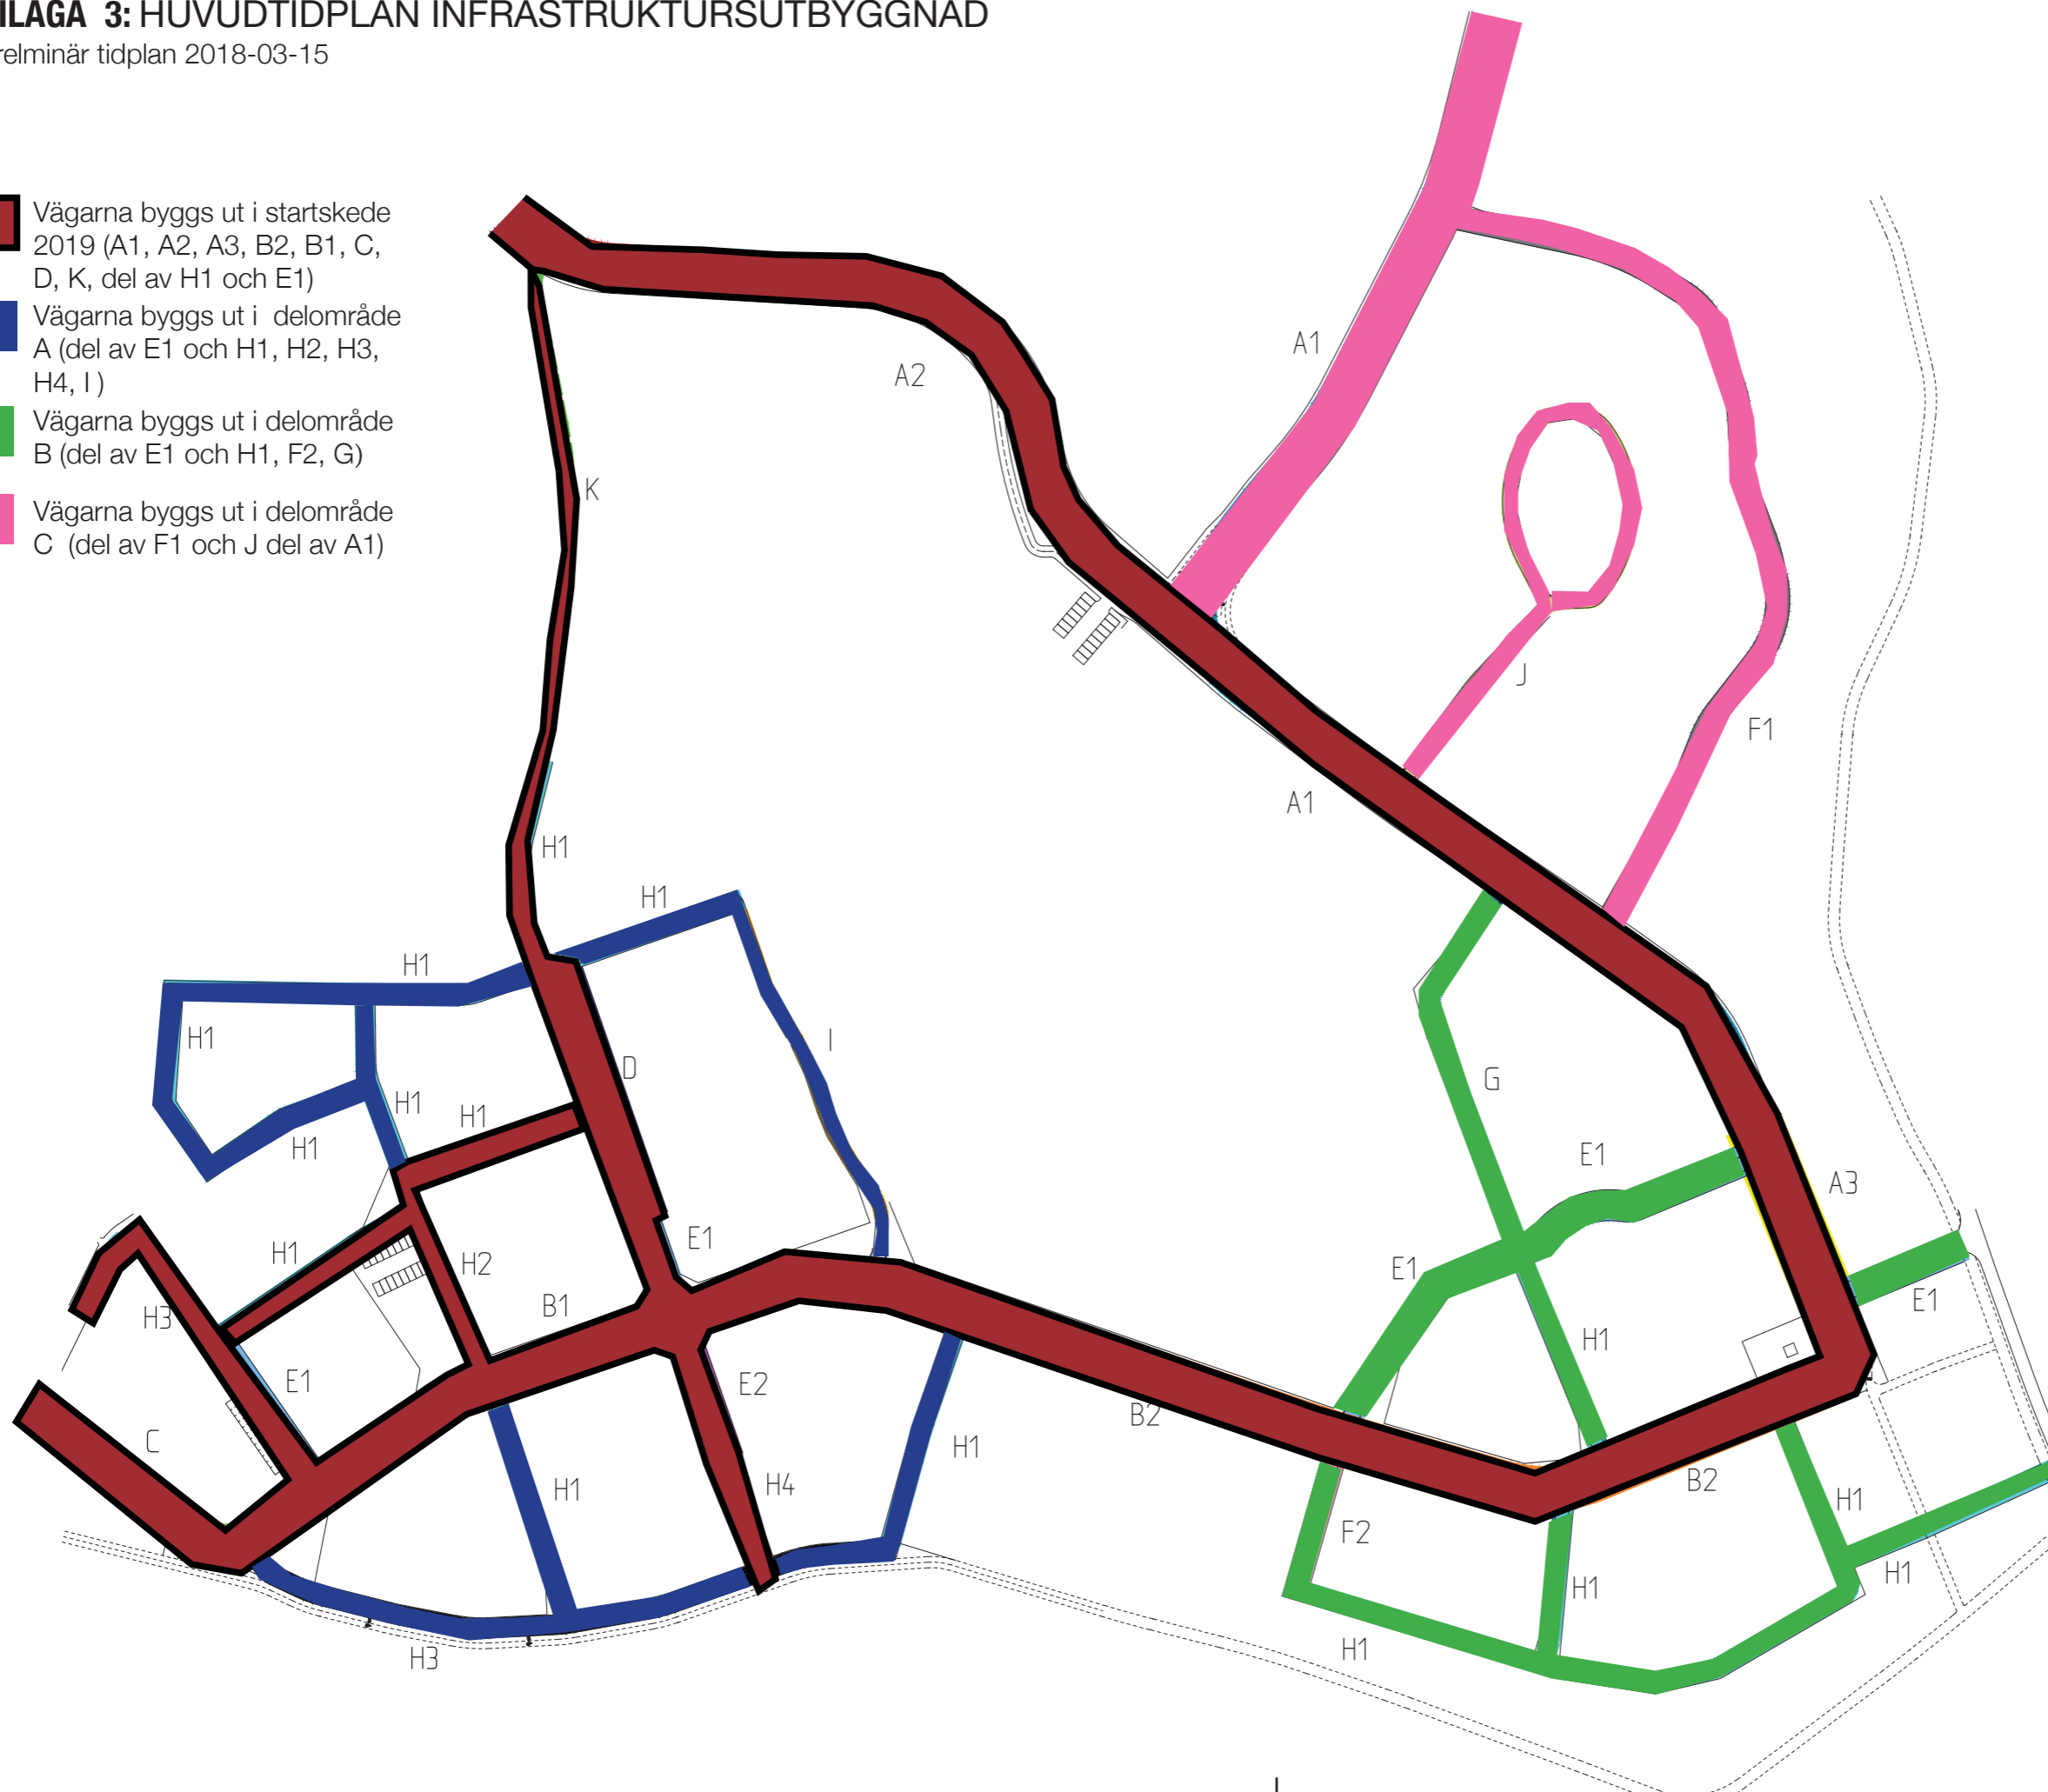 ILAGA 3: HUVUDTIDPLAN INFRASTRUKTURSUTBYGGNAD
relminär tidplan 2018-03-15
Vägarna byggs ut i startskede
2019 (A1, A2, A3, B2, B1, C,
D, K, del av H1 och E1)
Vägarna byggs ut i delområde
A (del av E1 och H1, H2, H3,
H4, I )
Vägarna byggs ut i delområde
B (del av E1 och H1, F2, G)
Vägarna byggs ut i delområde
C (del av F1 och J del av A1)
A1
A2
K
J
F1
A1
H1
H1
H1
H1
I
D
G
H1
H1
H1
E1
A3
E1
H1
H2
E1
E1
B1
H3
H1
E1
E2
B2
C
H1
H4
H1
B2
H1
F2
H1
H1
H1
H3